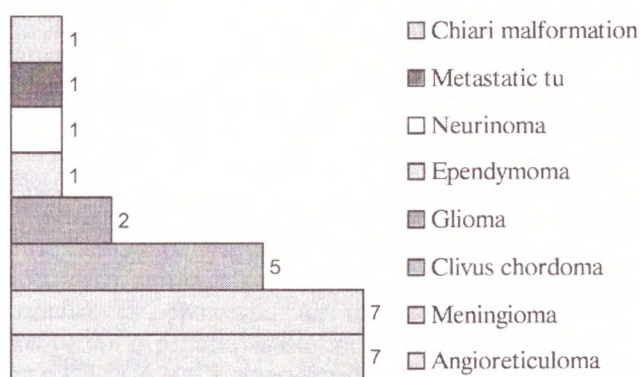 1 Chiari malformation
1 Metastatic tu
1 Neurinoma
1 Ependymoma
2 Glioma
5 Clivus chordoma
7 Meningioma
7 Angioreticuloma